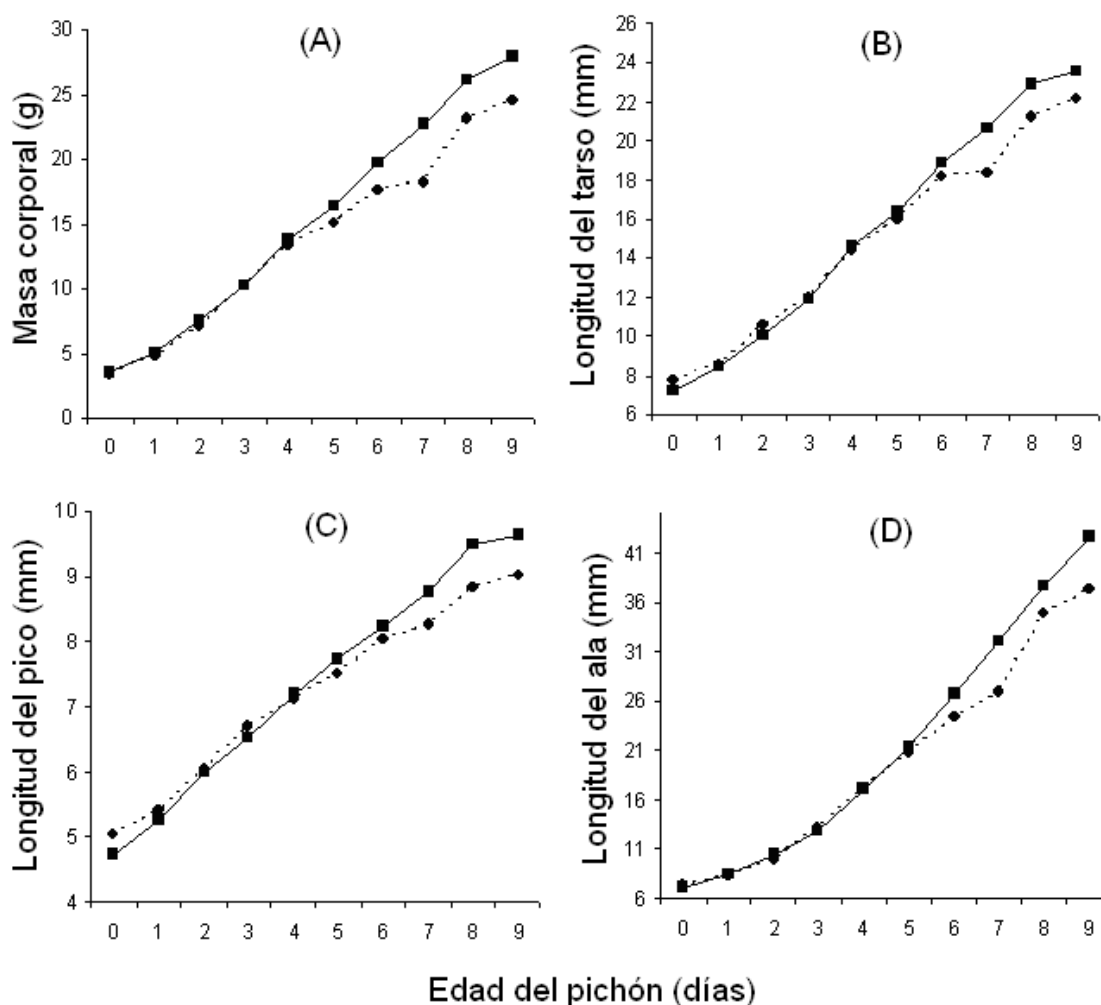 (A)
Masa corporal (g)
30
25
20
15
10
5
0
0 1 2 3 4 5 6 7 8 9
(B)
Longitud del tarso (mm)
26
24
22
20
18
16
14
12
10
8
6
0 1 2 3 4 5 6 7 8 9
(C)
Longitud del pico (mm)
10
9
8
7
6
5
4
0 1 2 3 4 5 6 7 8 9
(D)
Longitud del ala (mm)
41
36
31
26
21
16
11
6
0 1 2 3 4 5 6 7 8 9
Edad del pichón (días)